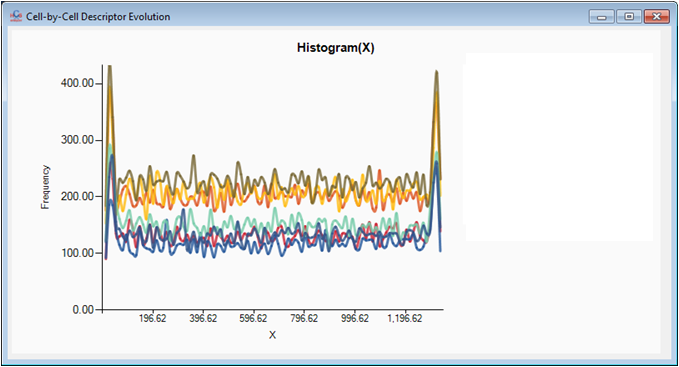 Cell-by-Cell Descriptor Evolution
Histogram(X)
400.00
300.00
200.00
100.00
0.00
Frequency
196.62
396.62
596.62
796.62
996.62
1,196.62
X